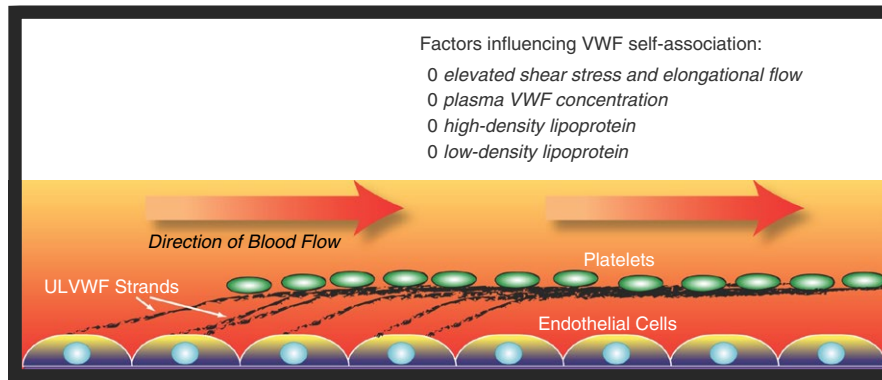 Factors influencing VWF self-association:
0 elevated shear stress and elongational flow
0 plasma VWF concentration
0 high-density lipoprotein
0 low-density lipoprotein
Direction of Blood Flow
Platelets
ULVWF Strands
Endothelial Cells